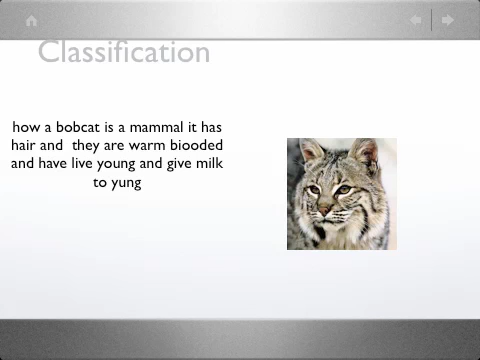 Classification
how a bobcat is a mammal it has
hair and they are warm biooded
and have live young and give milk
to yung